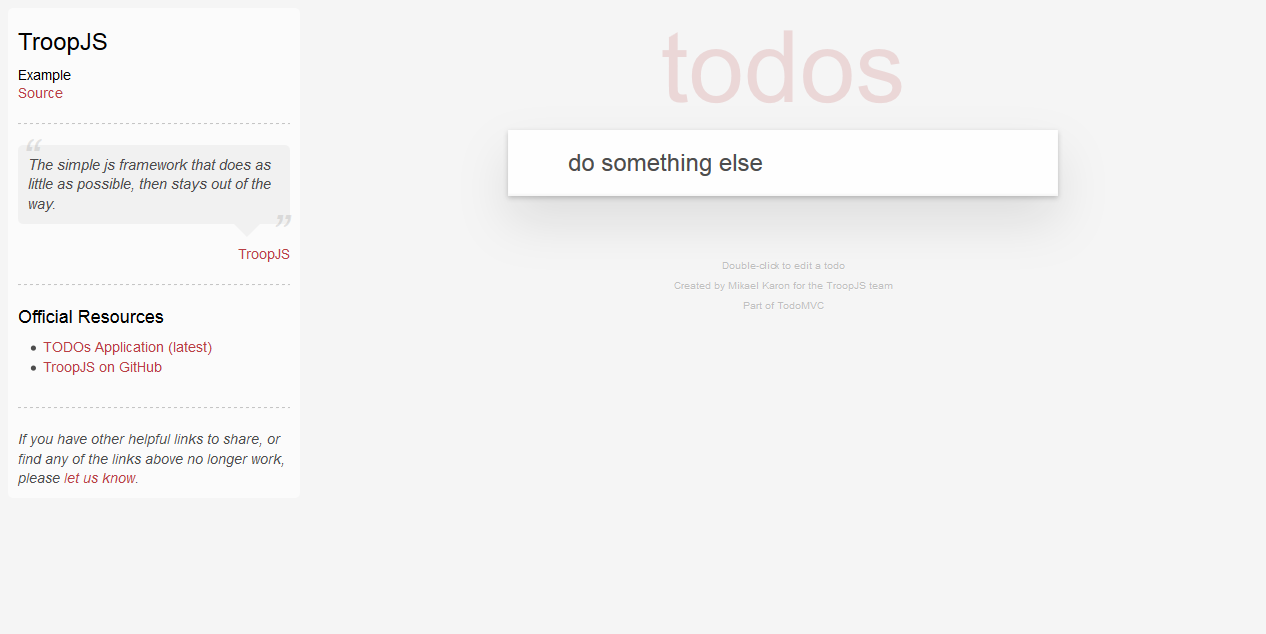 TroopJS
Example
Source
“
The simple js framework that does as
little as possible, then stays out of the
way.
”
TroopJS
Official Resources
• TODOs Application (latest)
• TroopJS on GitHub
If you have other helpful links to share, or
find any of the links above no longer work,
please let us know.
todos
do something else
Double-click to edit a todo
Created by Mikael Karon for the TroopJS team
Part of TodoMVC